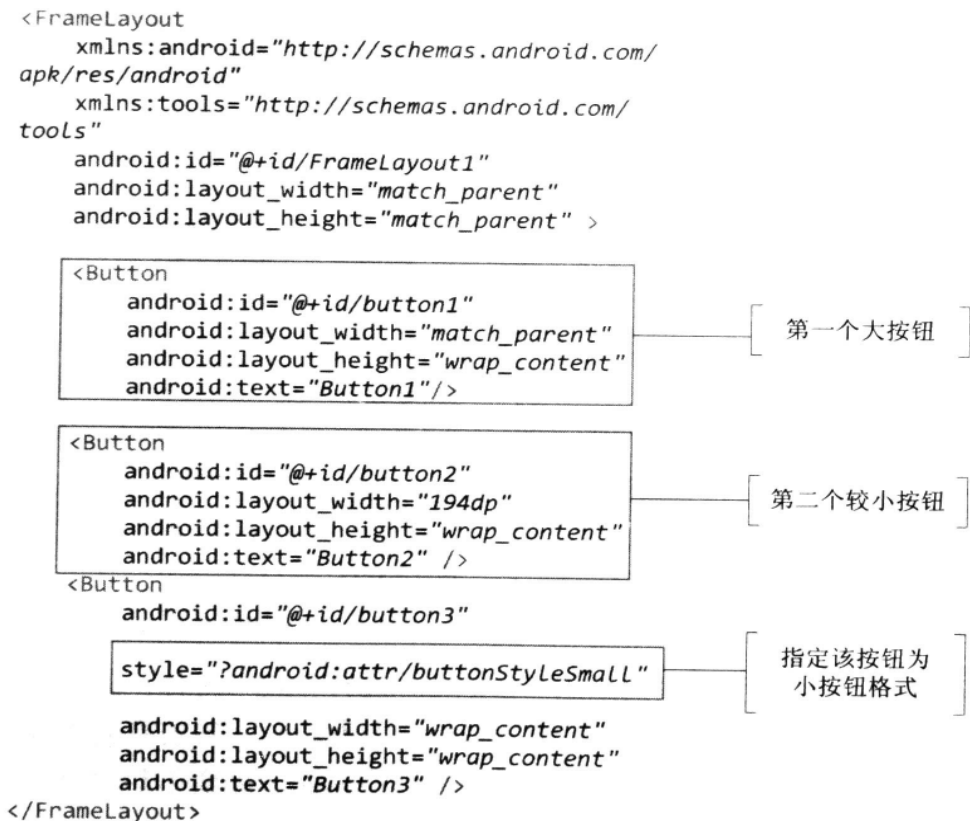 <FrameLayout
xmlns:android="http://schemas.android.com/
apk/res/android"
xmlns:tools="http://schemas.android.com/
tools"
android:id="@+id/FrameLayout1"
android:layout_width="match_parent"
android:layout_height="match_parent" >
<Button
android:id="@+id/button1"
android:layout_width="match_parent"
android:layout_height="wrap_content"
android:text="Button1"/>
第一个大按钮
<Button
android:id="@+id/button2"
android:layout_width="194dp"
android:layout_height="wrap_content"
android:text="Button2" />
第二个较小按钮
<Button
android:id="@+id/button3"
style="?android:attr/buttonStyleSmall"
指定该按钮为
小按钮格式
android:layout_width="wrap_content"
android:layout_height="wrap_content"
android:text="Button3" />
</FrameLayout>